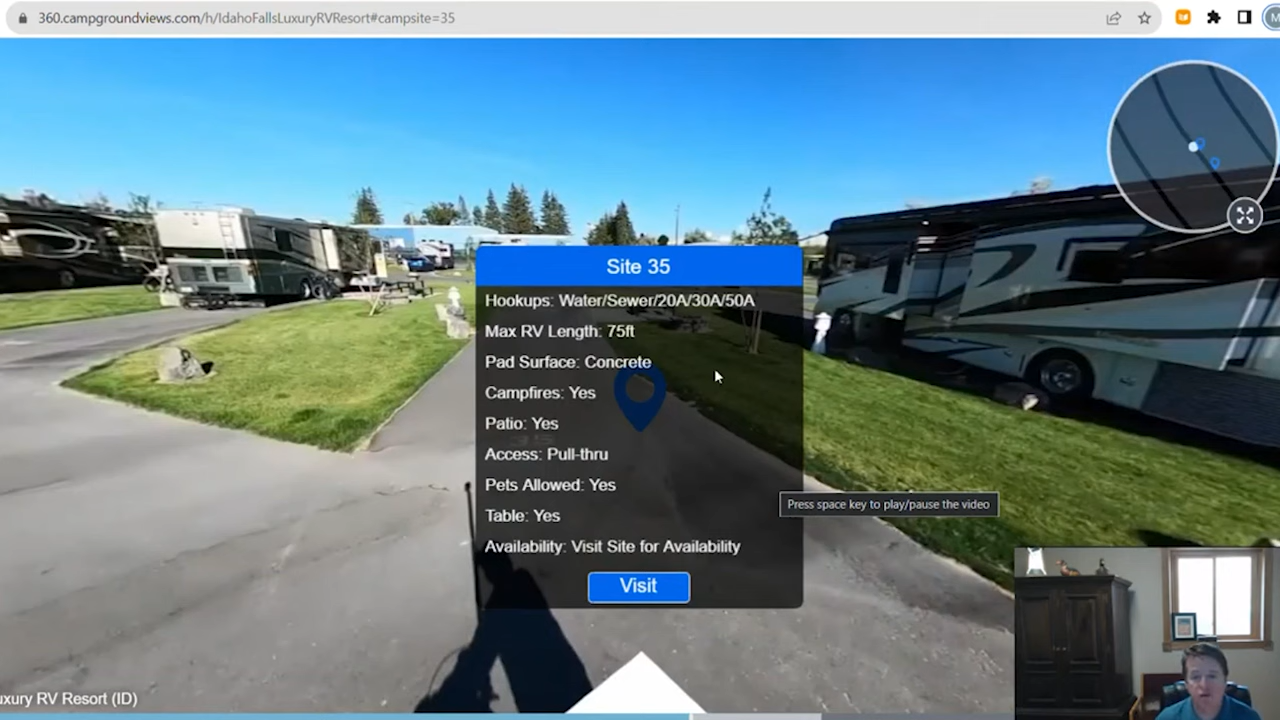 360.campgroundviews.com/h/IdahoFallsLuxuryRVResort#campsite=35
Site 35
Hookups: Water/Sewer/20A/30A/50A
Max RV Length: 75ft
Pad Surface: Concrete
Campfires: Yes
Patio: Yes
Access: Pull-thru
Pets Allowed: Yes
Press space key to play/pause the video
Table: Yes
Availability: Visit Site for Availability
Visit
uxury RV Resort (ID)